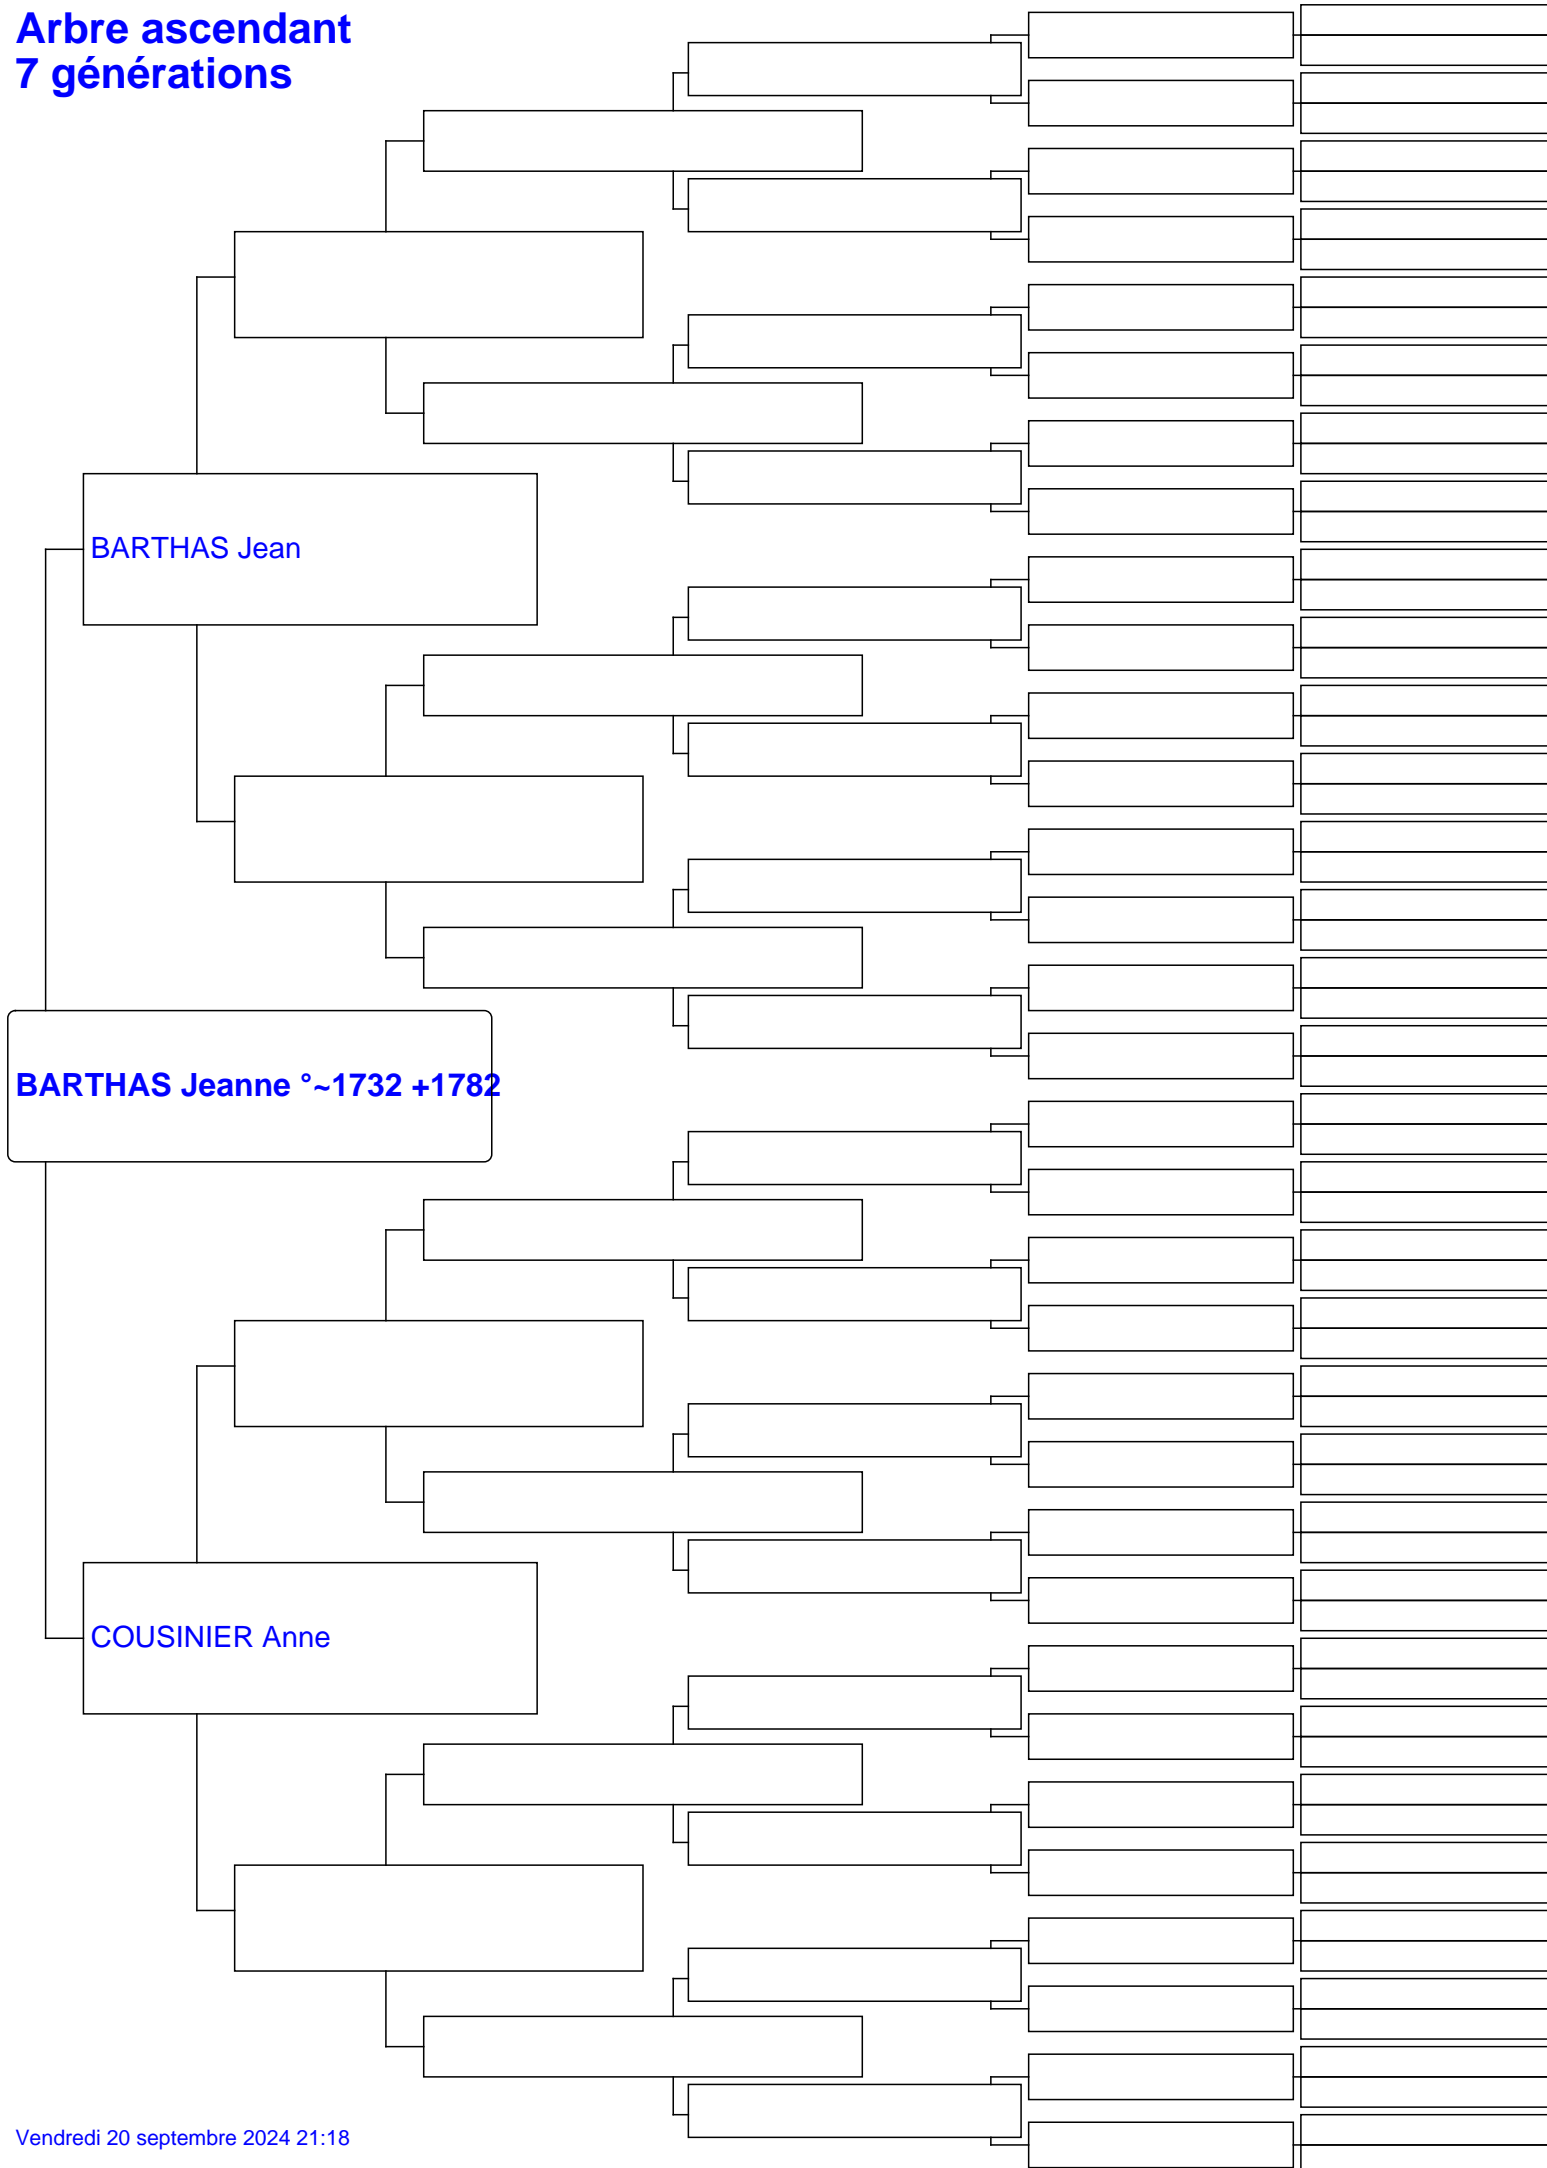 Arbre ascendant
7 générations
BARTHAS Jean
BARTHAS Jeanne °~1732 +1782
COUSINIER Anne
Vendredi 20 septembre 2024 21:18